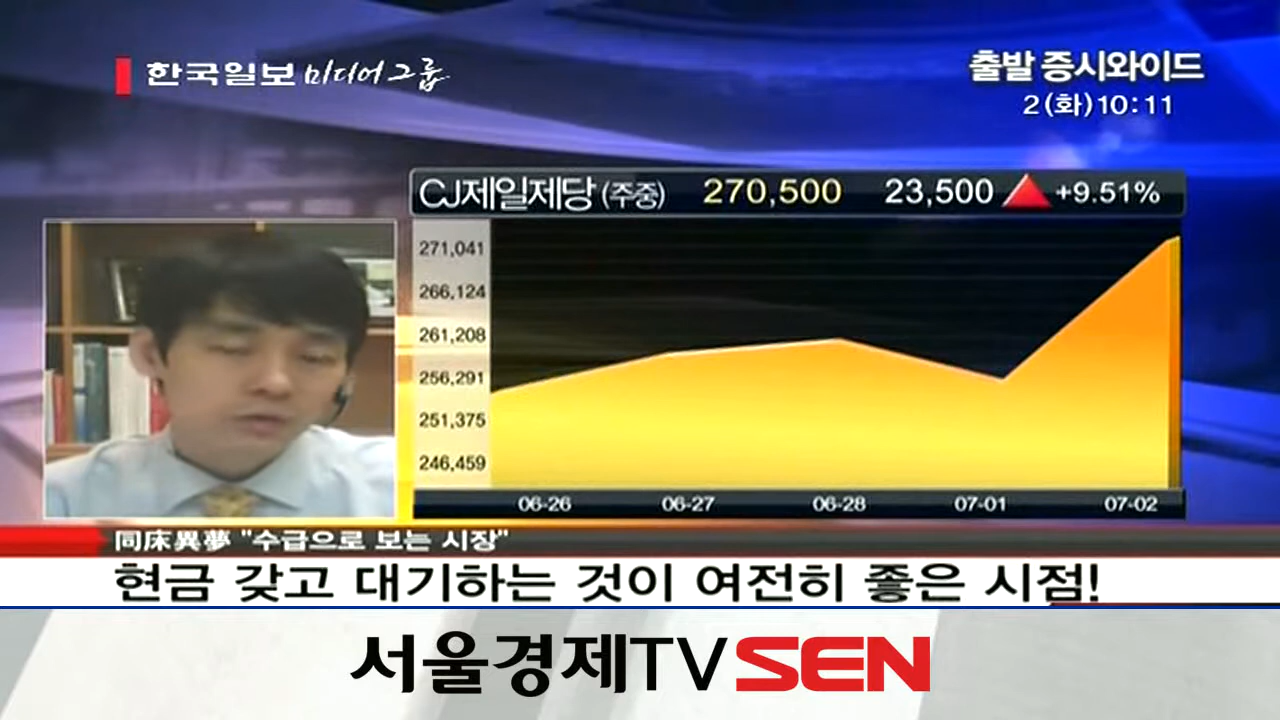 한국일보 미디어그룹
출발 증시와이드
2(화)10:11
CJ제일제당 (주중) 270,500 23,500 ▲ +9.51%
271,041
266,124
261,208
256,291
251,375
246,459
06-26 06-27 06-28 07-01 07-02
同床異夢 "수급으로 보는 시장"
현금 갖고 대기하는 것이 여전히 좋은 시점!
서울경제TV SEN